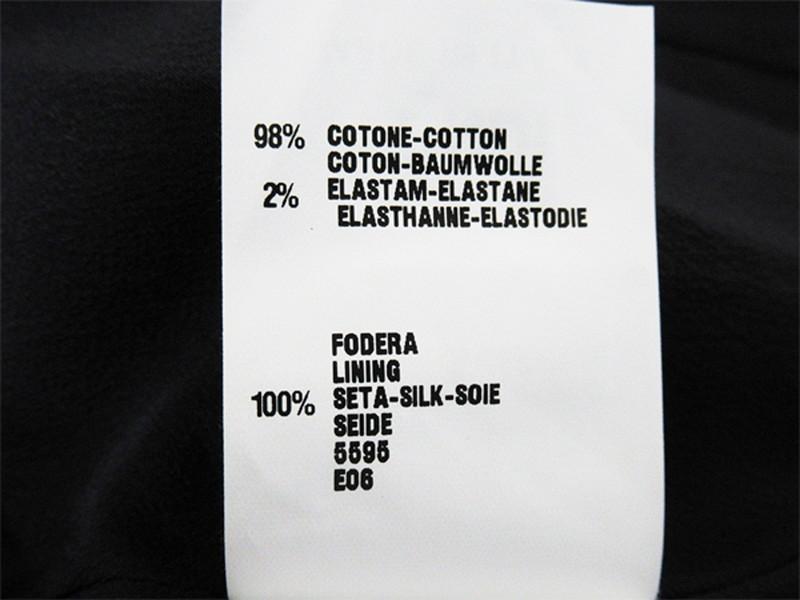 98% COTONE-COTTON
COTON-BAUMWOLLE
2% ELASTAM-ELASTANE
ELASTHANNE-ELASTODIE
FODERA
LINING
100% SETA-SILK-SOIE
SEIDE
5595
E06